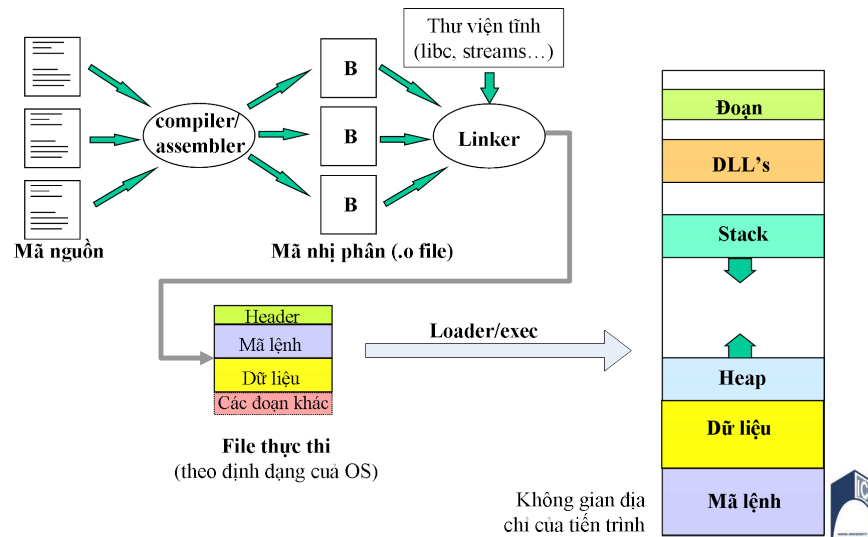 Thư viện tĩnh
(libc, streams…)
compiler/
assembler
B
B
B
Linker
Mã nguồn
Mã nhị phân (.o file)
Header
Mã lệnh
Dữ liệu
Các đoạn khác
File thực thi
(theo định dạng cuả OS)
Loader/exec
Đoạn
DLL’s
Stack
Heap
Dữ liệu
Mã lệnh
Không gian địa
chỉ của tiến trình